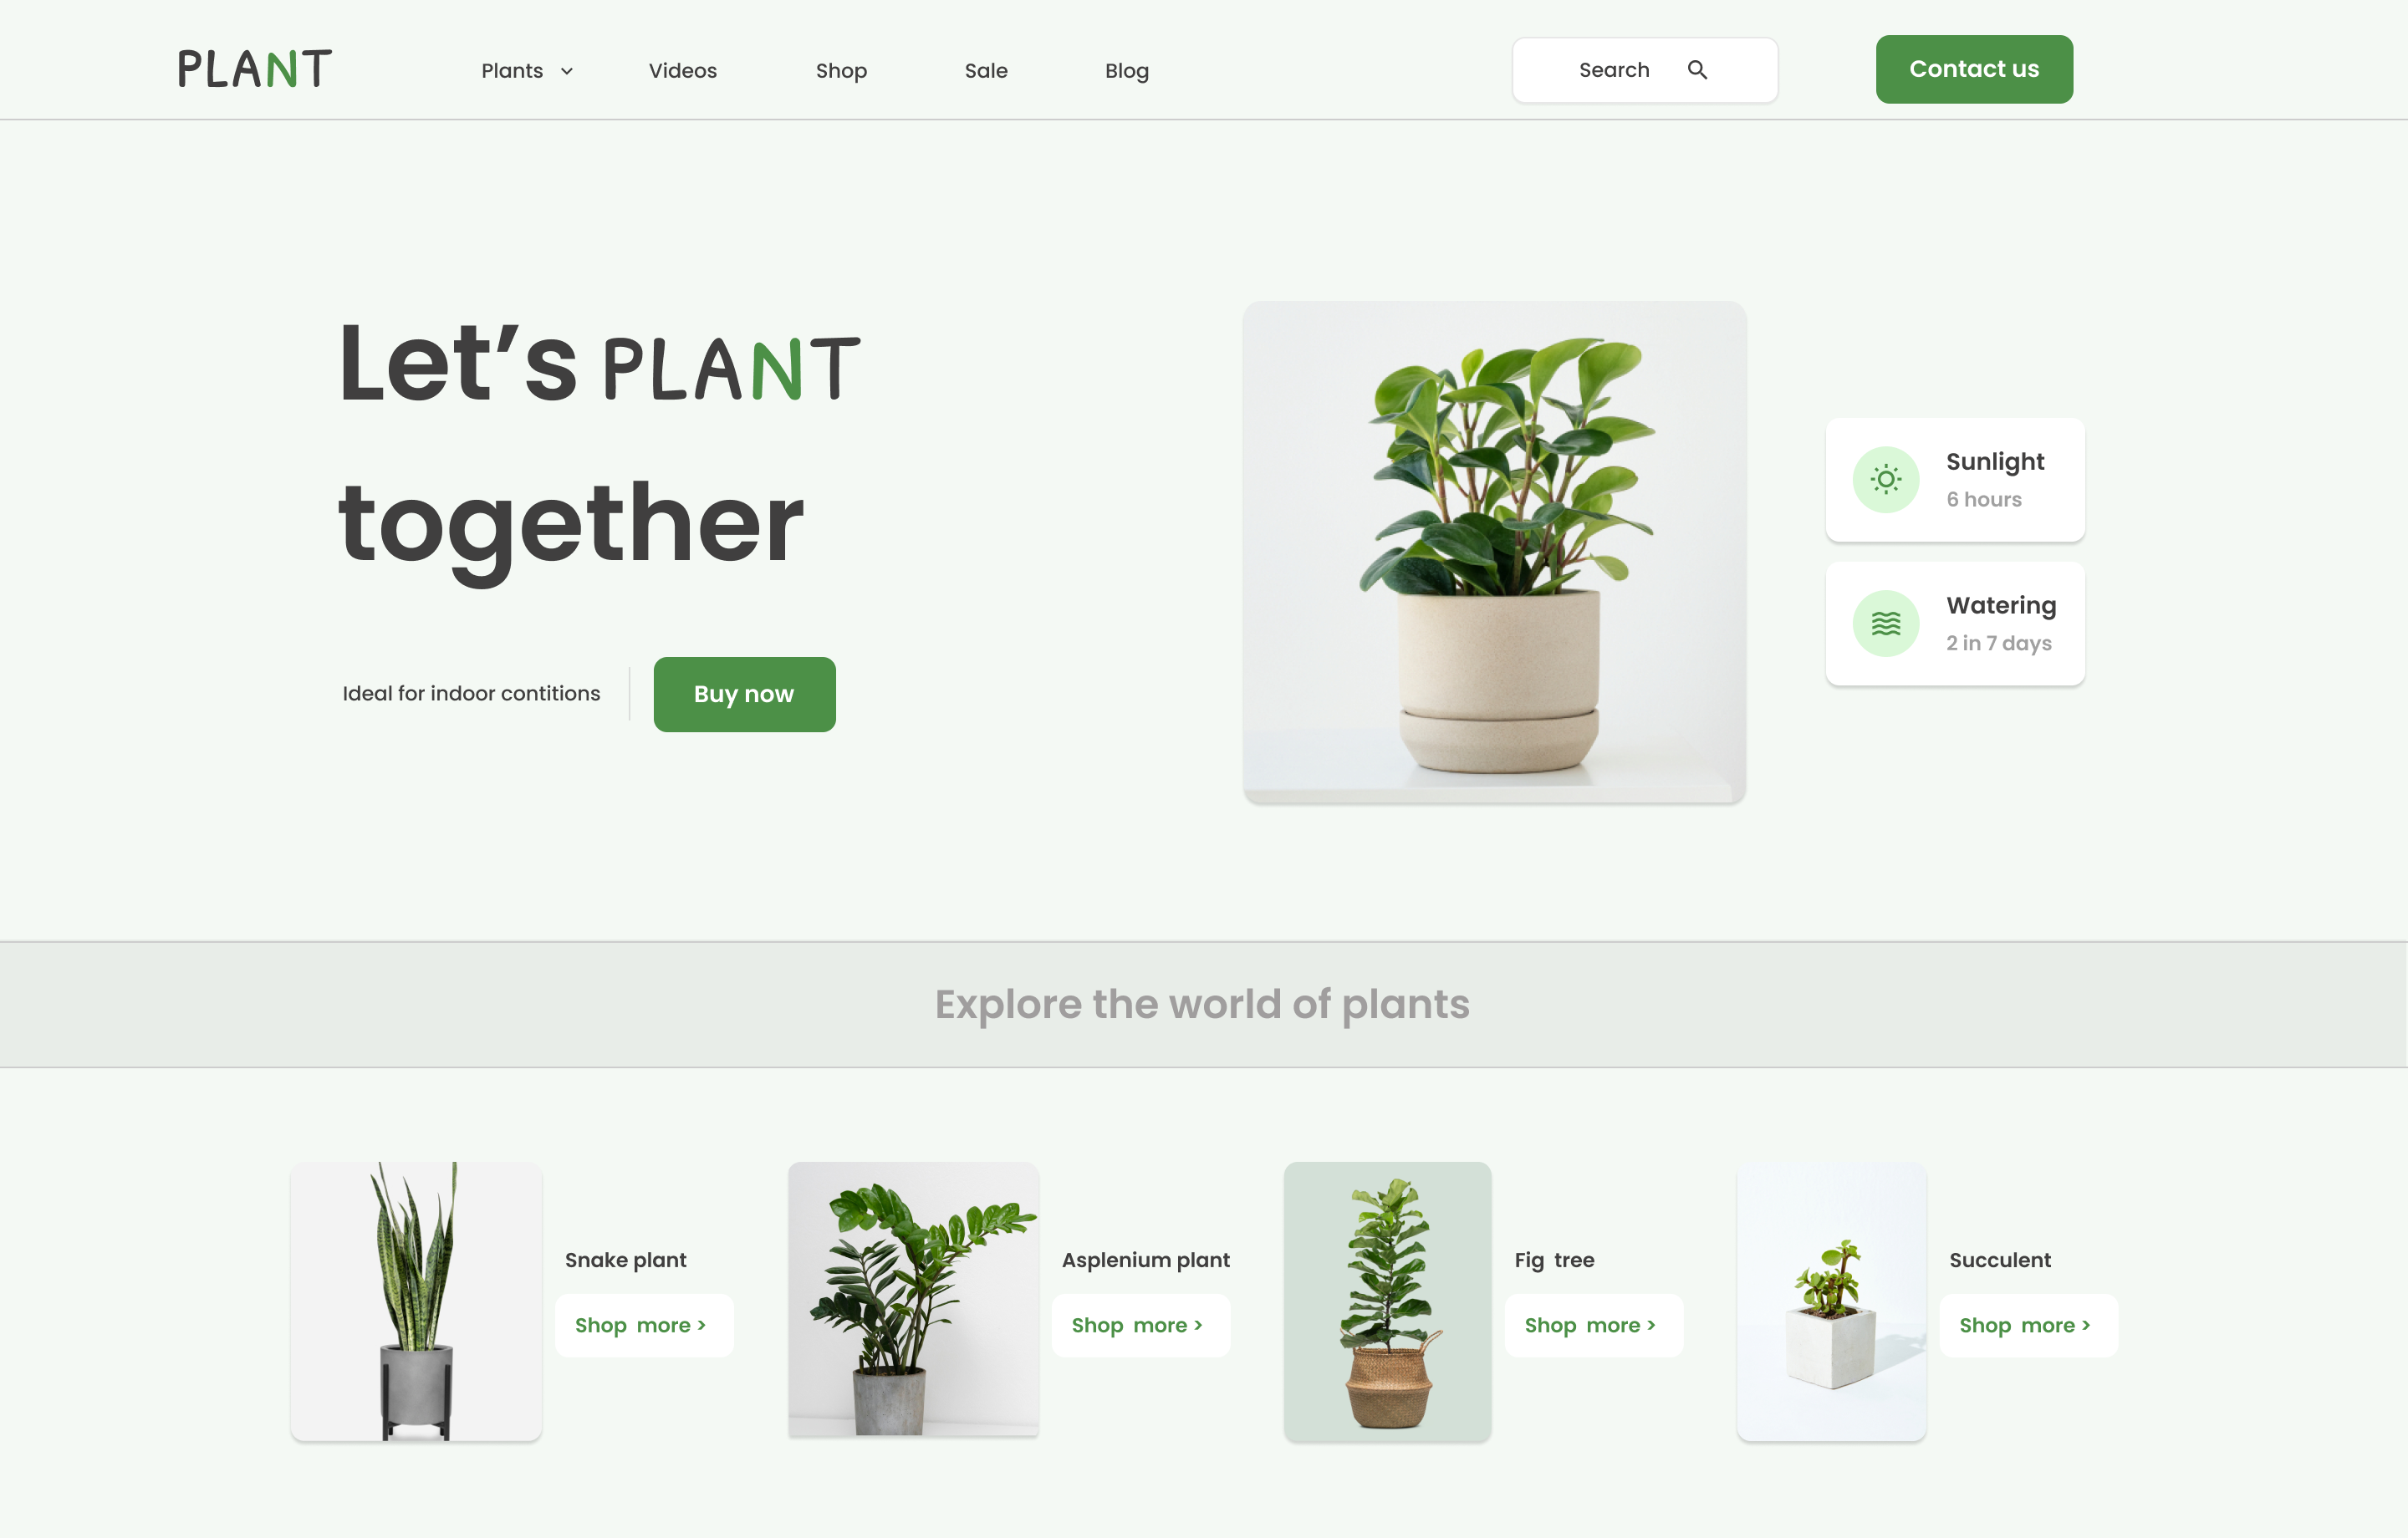 PLANT
Plants
Videos
Shop
Sale
Blog
Search
Contact us
Let’s PLANT
together
Ideal for indoor contitions
Buy now
Sunlight
6 hours
Watering
2 in 7 days
Explore the world of plants
Snake plant
Shop more >
Asplenium plant
Shop more >
Fig tree
Shop more >
Succulent
Shop more >